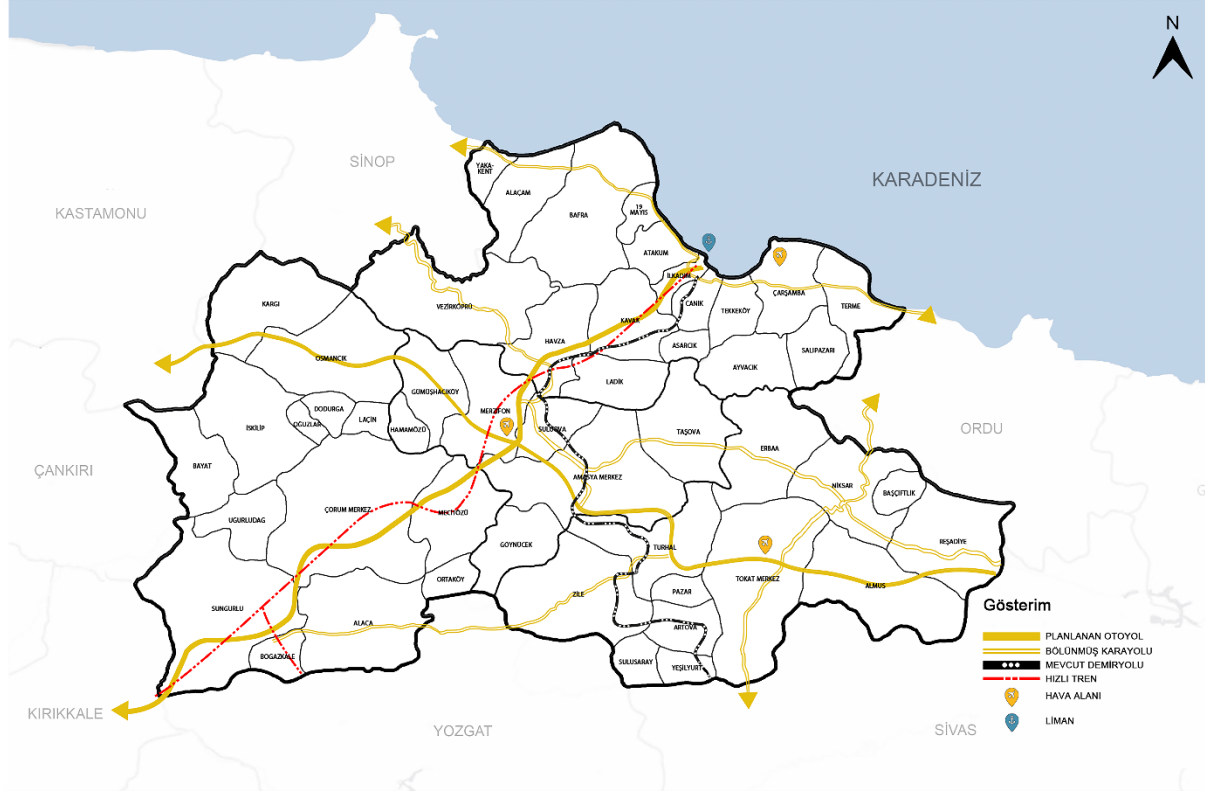 N
SİNOP
KARADENİZ
KASTAMONU
YAKA-
KENT
ALAÇAM
BAFRA
19
MAYIS
ATAKUM
İLKADIM
CANİK
TEKKEKÖY
ÇARŞAMBA
TERME
KARGI
VEZİRKÖPRÜ
KAVAK
HAVZA
ASARCIK
SALIPAZARI
AYVACIK
LADİK
OSMANCIK
GÜMÜŞHACIKÖY
MERZİFON
DODURGA
OĞUZLAR
LAÇİN
HAMAMÖZÜ
İSKİLİP
SULUOVA
TAŞOVA
ERBAA
ORDU
ÇANKIRI
BAYAT
AMASYA MERKEZ
NİKSAR
BAŞÇİFTLİK
UĞURLUDAĞ
ÇORUM MERKEZ
MECİTÖZÜ
GÖYNÜCEK
REŞADİYE
TURHAL
ORTAKÖY
TOKAT MERKEZ
ALMUS
ZİLE
PAZAR
SUNGURLU
ALACA
ARTOVA
BOĞAZKALE
SULUSARAY
YEŞİLYURT
KIRIKKALE
YOZGAT
SİVAS
Gösterim
PLANLANAN OTOYOL
BÖLÜNMÜŞ KARAYOLU
MEVCUT DEMİRYOLU
HIZLI TREN
HAVA ALANI
LİMAN